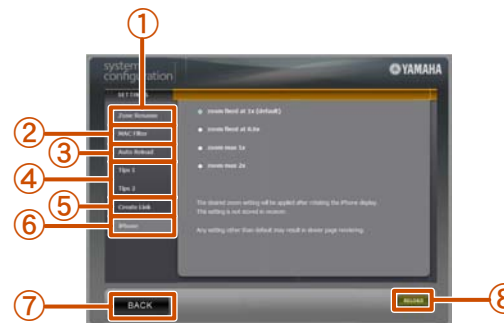 ①
system
configuration
YAMAHA
SETTINGS
Zone Rename
② MAC Filter
③ Auto Reload
④ Tips 1
Tips 2
⑤ Create Link
⑥ iPhone
zoom fixed at 1x (default)
zoom fixed at 0.6x
zoom max 1x
zoom max 2x
The desired zoom setting will be applied after rotating the iPhone display.
This setting is not stored in receiver.
Any setting other than default may result in slower page rendering.
⑦ BACK
RELOAD ⑧